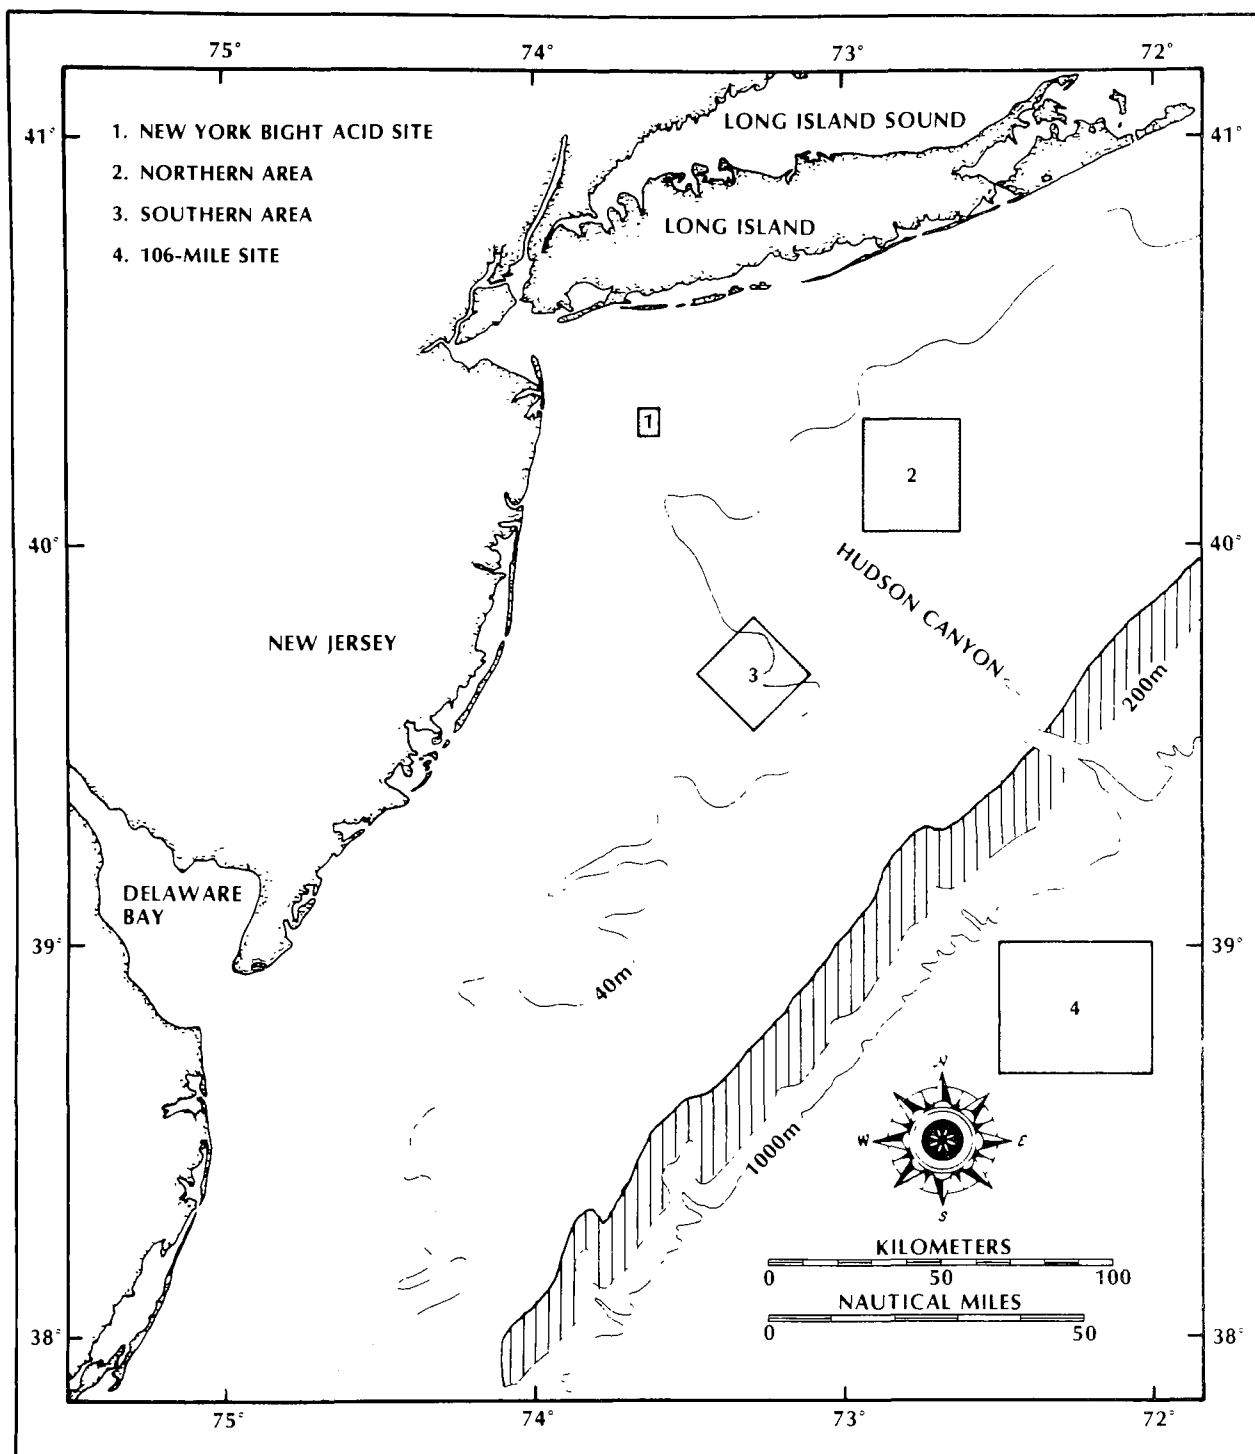 75° 74° 73° 72°
1. NEW YORK BIGHT ACID SITE
2. NORTHERN AREA
3. SOUTHERN AREA
4. 106-MILE SITE
LONG ISLAND SOUND
41° 41°
LONG ISLAND
1
2
40° 40°
HUDSON CANYON
NEW JERSEY
3
200m
DELAWARE
BAY
39° 39°
40m
4
1000m
N
W E
S
KILOMETERS
0 50 100
NAUTICAL MILES
0 50
38° 38°
75° 74° 73° 72°